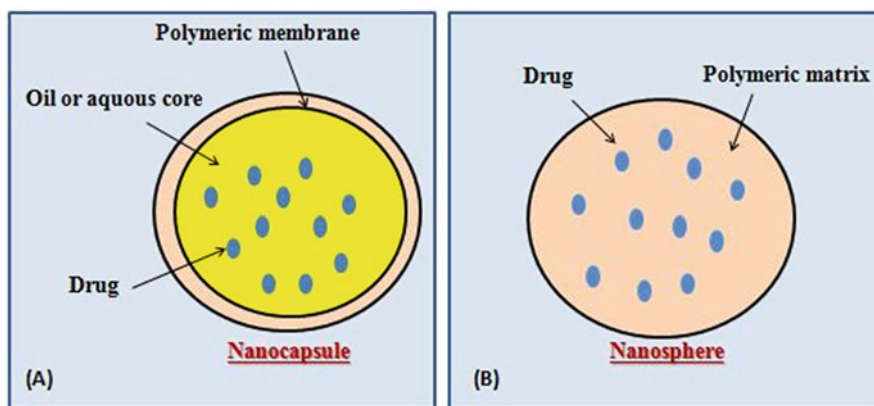 Polymeric membrane
Oil or aquous core
Drug
Nanocapsule
(A)
Drug
Polymeric matrix
Nanosphere
(B)